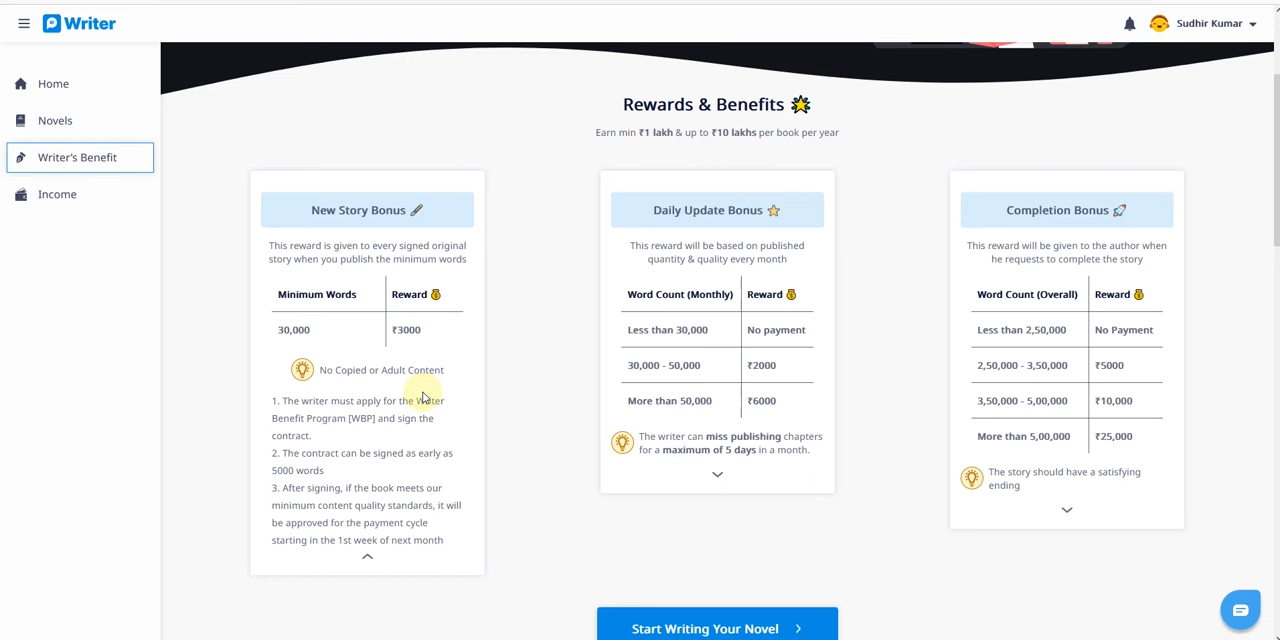 Writer
Sudhir Kumar
Home
Novels
Writer's Benefit
Income
Rewards & Benefits
Earn min ₹1 lakh & up to ₹10 lakhs per book per year
New Story Bonus
This reward is given to every signed original
story when you publish the minimum words
Minimum Words Reward
30,000 ₹3000
No Copied or Adult Content
1. The writer must apply for the Writer
Benefit Program [WBP] and sign the
contract.
2. The contract can be signed as early as
5000 words
3. After signing, if the book meets our
minimum content quality standards, it will
be approved for the payment cycle
starting in the 1st week of next month
Daily Update Bonus
This reward will be based on published
quantity & quality every month
Word Count (Monthly) Reward
Less than 30,000 No payment
30,000 - 50,000 ₹2000
More than 50,000 ₹6000
The writer can miss publishing chapters
for a maximum of 5 days in a month.
Completion Bonus
This reward will be given to the author when
he requests to complete the story
Word Count (Overall) Reward
Less than 2,50,000 No Payment
2,50,000 - 3,50,000 ₹5000
3,50,000 - 5,00,000 ₹10,000
More than 5,00,000 ₹25,000
The story should have a satisfying
ending
Start Writing Your Novel